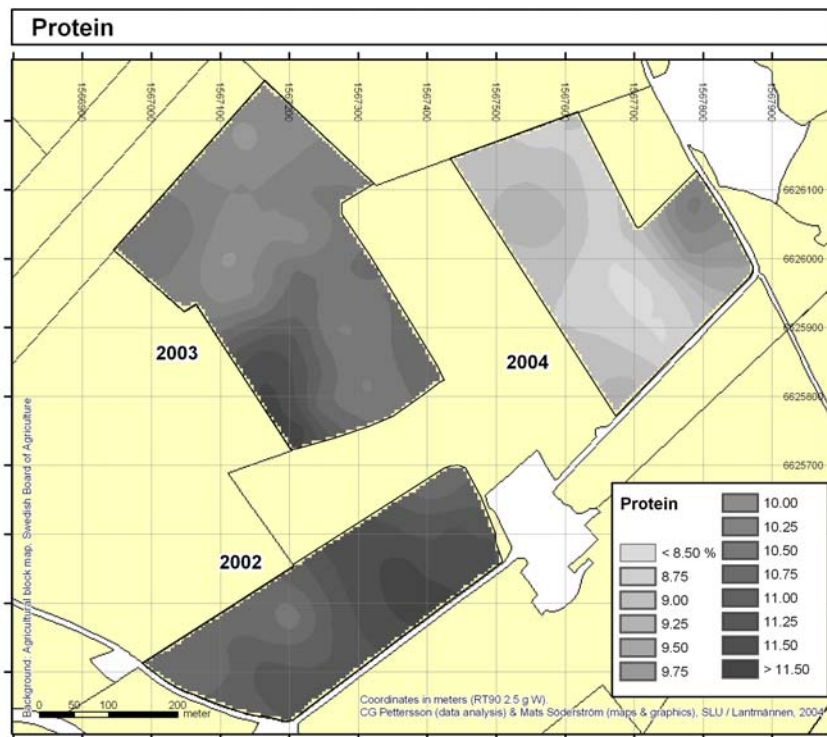 Protein
1566900 1567000 1567100 1567200 1567300 1567400 1567500 1567600 1567700 1567800 1567900
6626100
6626000
6625900
6625800
6625700
2003
2004
2002
Protein
< 8.50 %
8.75
9.00
9.25
9.50
9.75
10.00
10.25
10.50
10.75
11.00
11.25
11.50
> 11.50
Background: Agricultural block map, Swedish Board of Agriculture
0 50 100 200
meter
Coordinates in meters (RT90 2.5 g W).
CG Pettersson (data analysis) & Mats Söderström (maps & graphics), SLU / Lantmännen, 2004